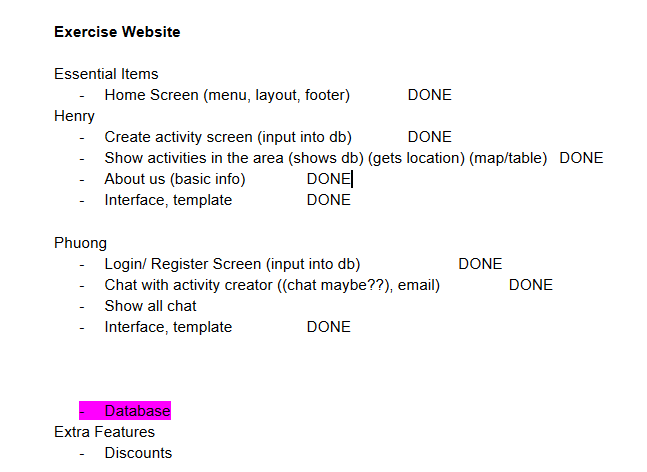 Exercise Website
Essential Items
- Home Screen (menu, layout, footer) DONE
Henry
- Create activity screen (input into db) DONE
- Show activities in the area (shows db) (gets location) (map/table) DONE
- About us (basic info) DONE
- Interface, template DONE
Phuong
- Login/ Register Screen (input into db) DONE
- Chat with activity creator ((chat maybe??), email) DONE
- Show all chat
- Interface, template DONE
- Database
Extra Features
- Discounts